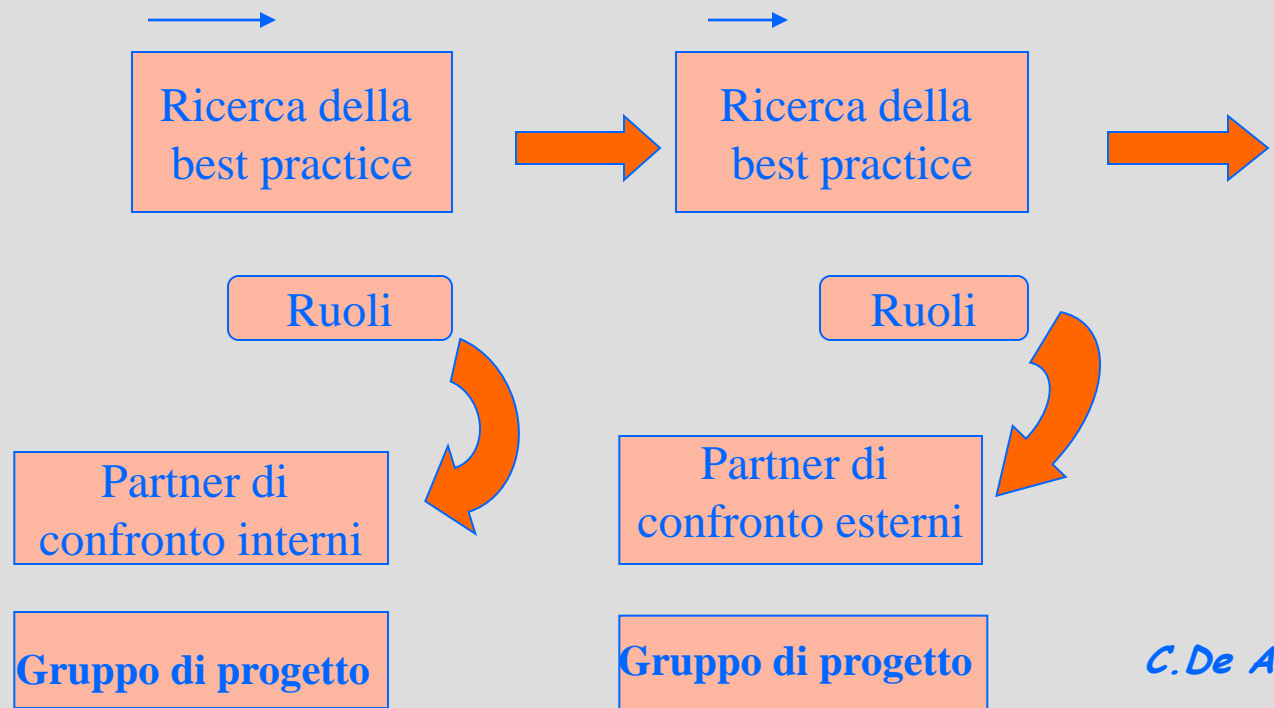 Ricerca della
best practice
Ricerca della
best practice
Ruoli
Ruoli
Partner di
confronto interni
Partner di
confronto esterni
Gruppo di progetto
Gruppo di progetto
C.De A